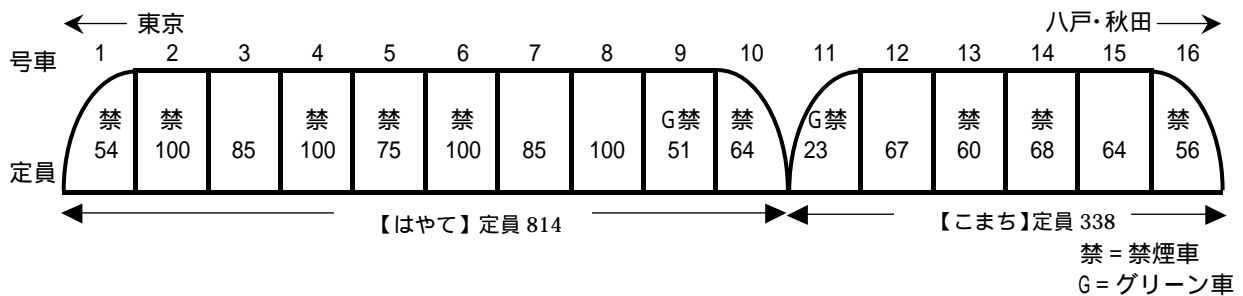 東京 八戸・秋田
号車 1 2 3 4 5 6 7 8 9 10 11 12 13 14 15 16
禁 禁 禁 禁 禁 G禁 禁 G禁 禁 禁 禁
定員 54 100 85 100 75 100 85 100 51 64 23 67 60 68 64 56
【はやて】定員 814 【こまち】定員 338
禁 = 禁煙車
G = グリーン車